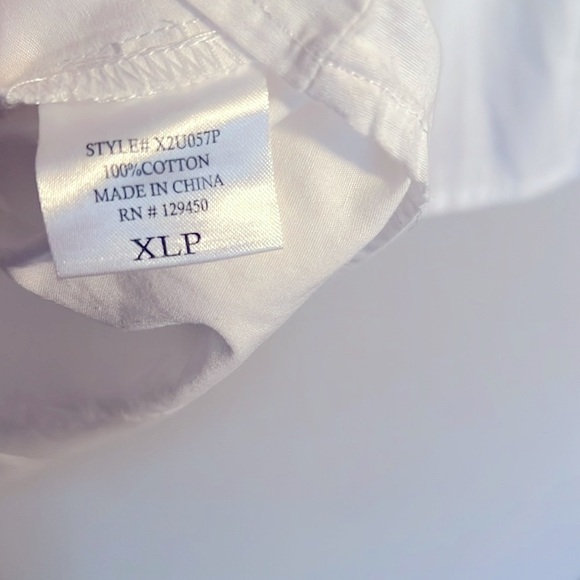 STYLE# X2U057P
100%COTTON
MADE IN CHINA
RN # 129450
XLP